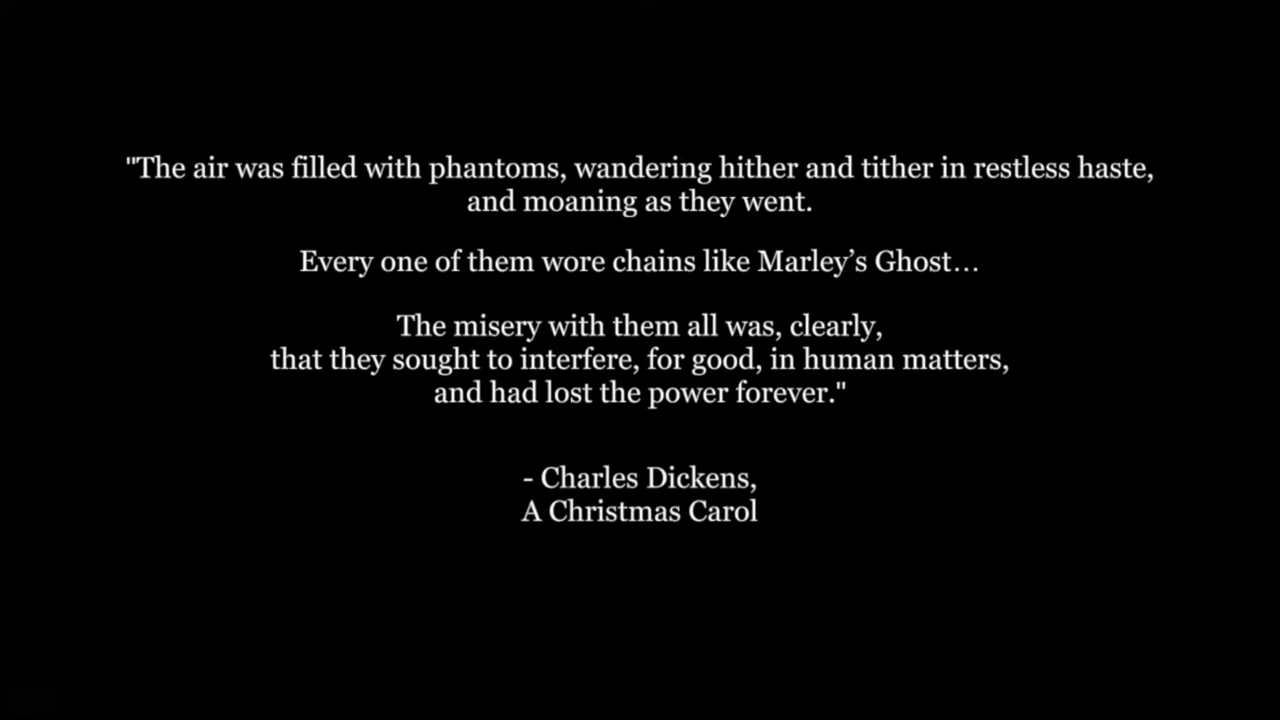 "The air was filled with phantoms, wandering hither and tither in restless haste,
and moaning as they went.
Every one of them wore chains like Marley’s Ghost…
The misery with them all was, clearly,
that they sought to interfere, for good, in human matters,
and had lost the power forever."
- Charles Dickens,
A Christmas Carol